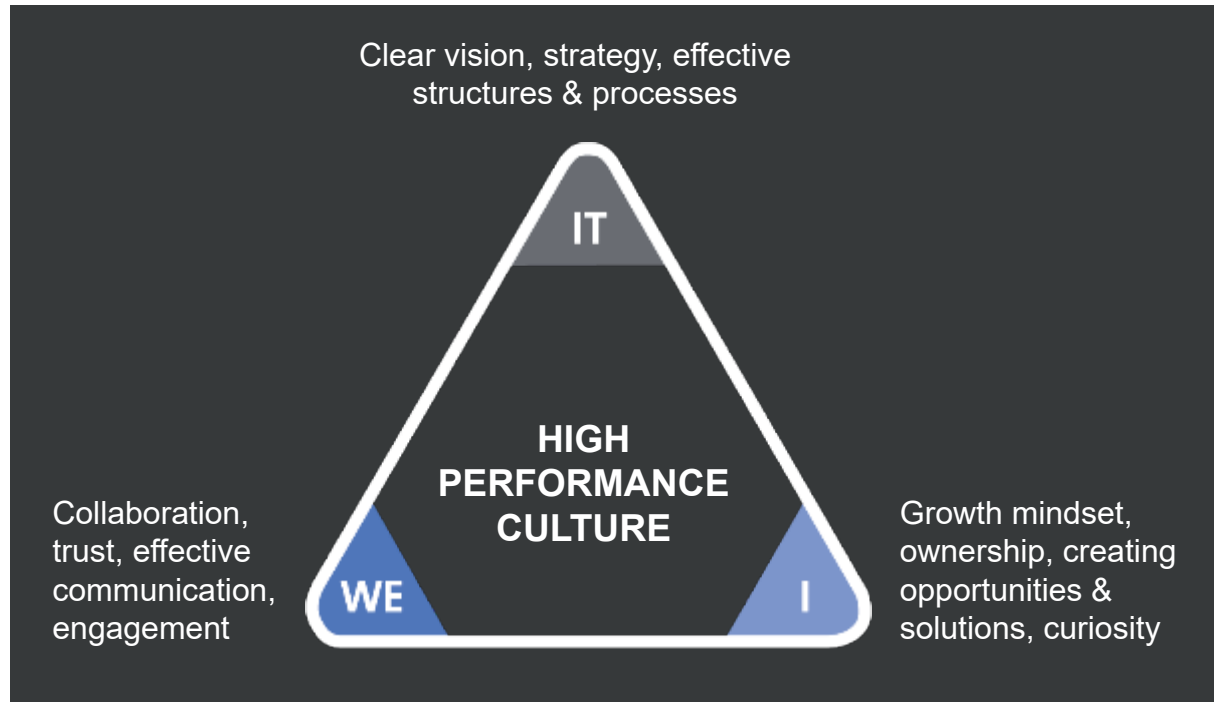 Clear vision, strategy, effective
structures & processes
IT
HIGH
PERFORMANCE
CULTURE
Collaboration,
trust, effective
communication,
engagement
WE
I
Growth mindset,
ownership, creating
opportunities &
solutions, curiosity